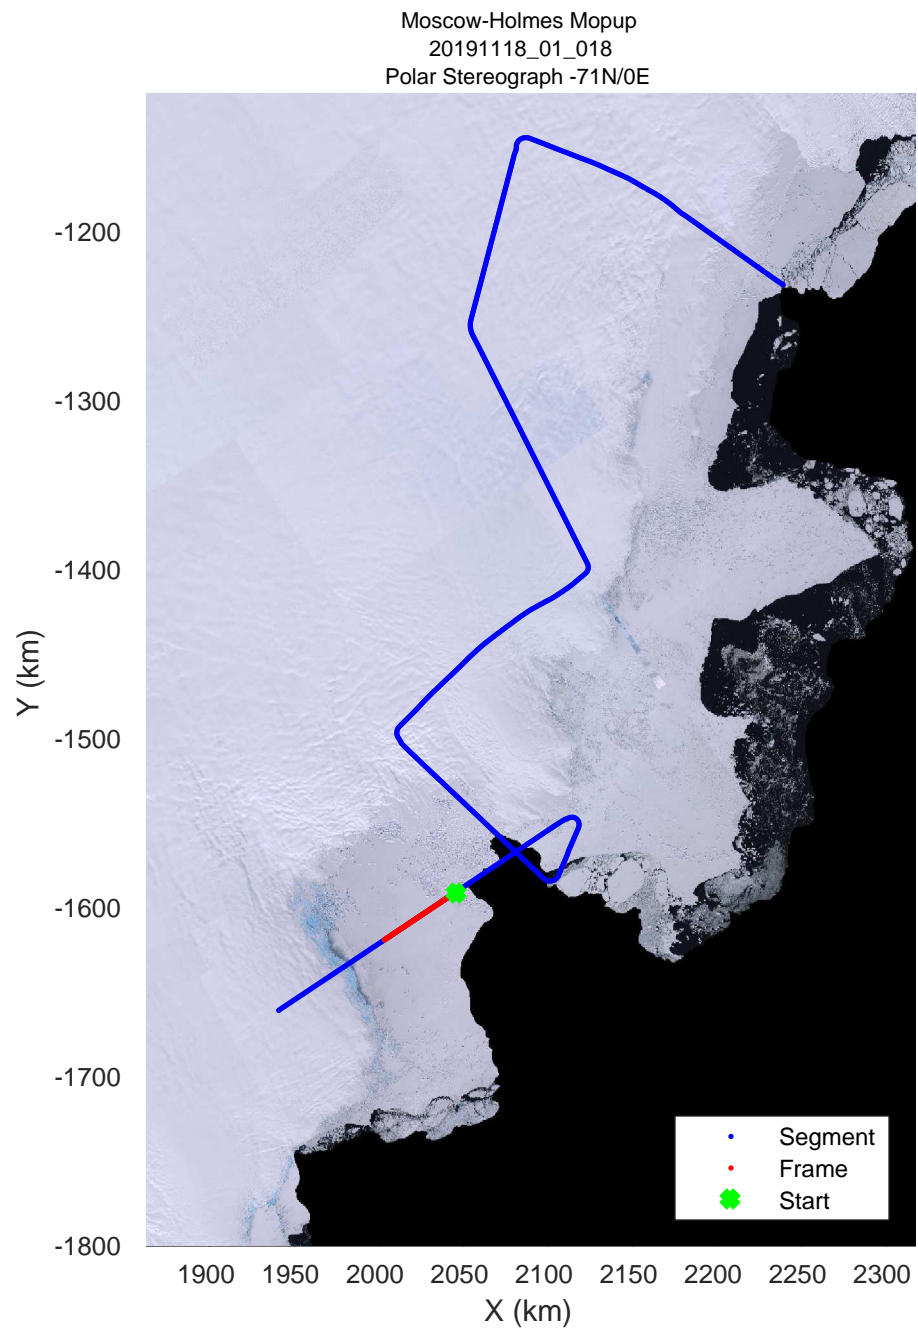 Moscow-Holmes Mopup
20191118_01_018
Polar Stereograph -71N/0E
-1200
-1300
-1400
-1500
-1600
-1700
-1800
Y (km)
Segment
Frame
Start
1900 1950 2000 2050 2100 2150 2200 2250 2300
X (km)